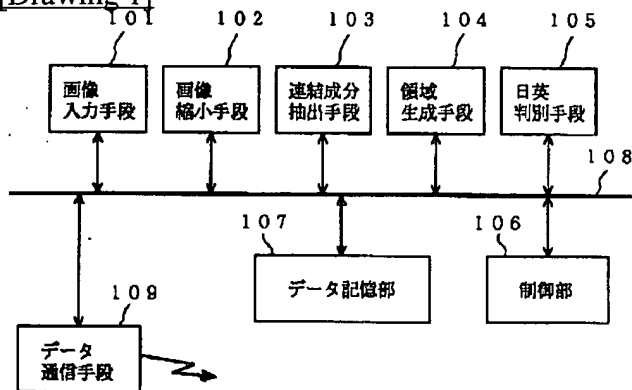 [Drawing 1]
101
102
103
104
105
画像
入力手段
画像
縮小手段
連結成分
抽出手段
領域
生成手段
日英
判別手段
108
107
106
データ記憶部
制御部
109
データ
通信手段